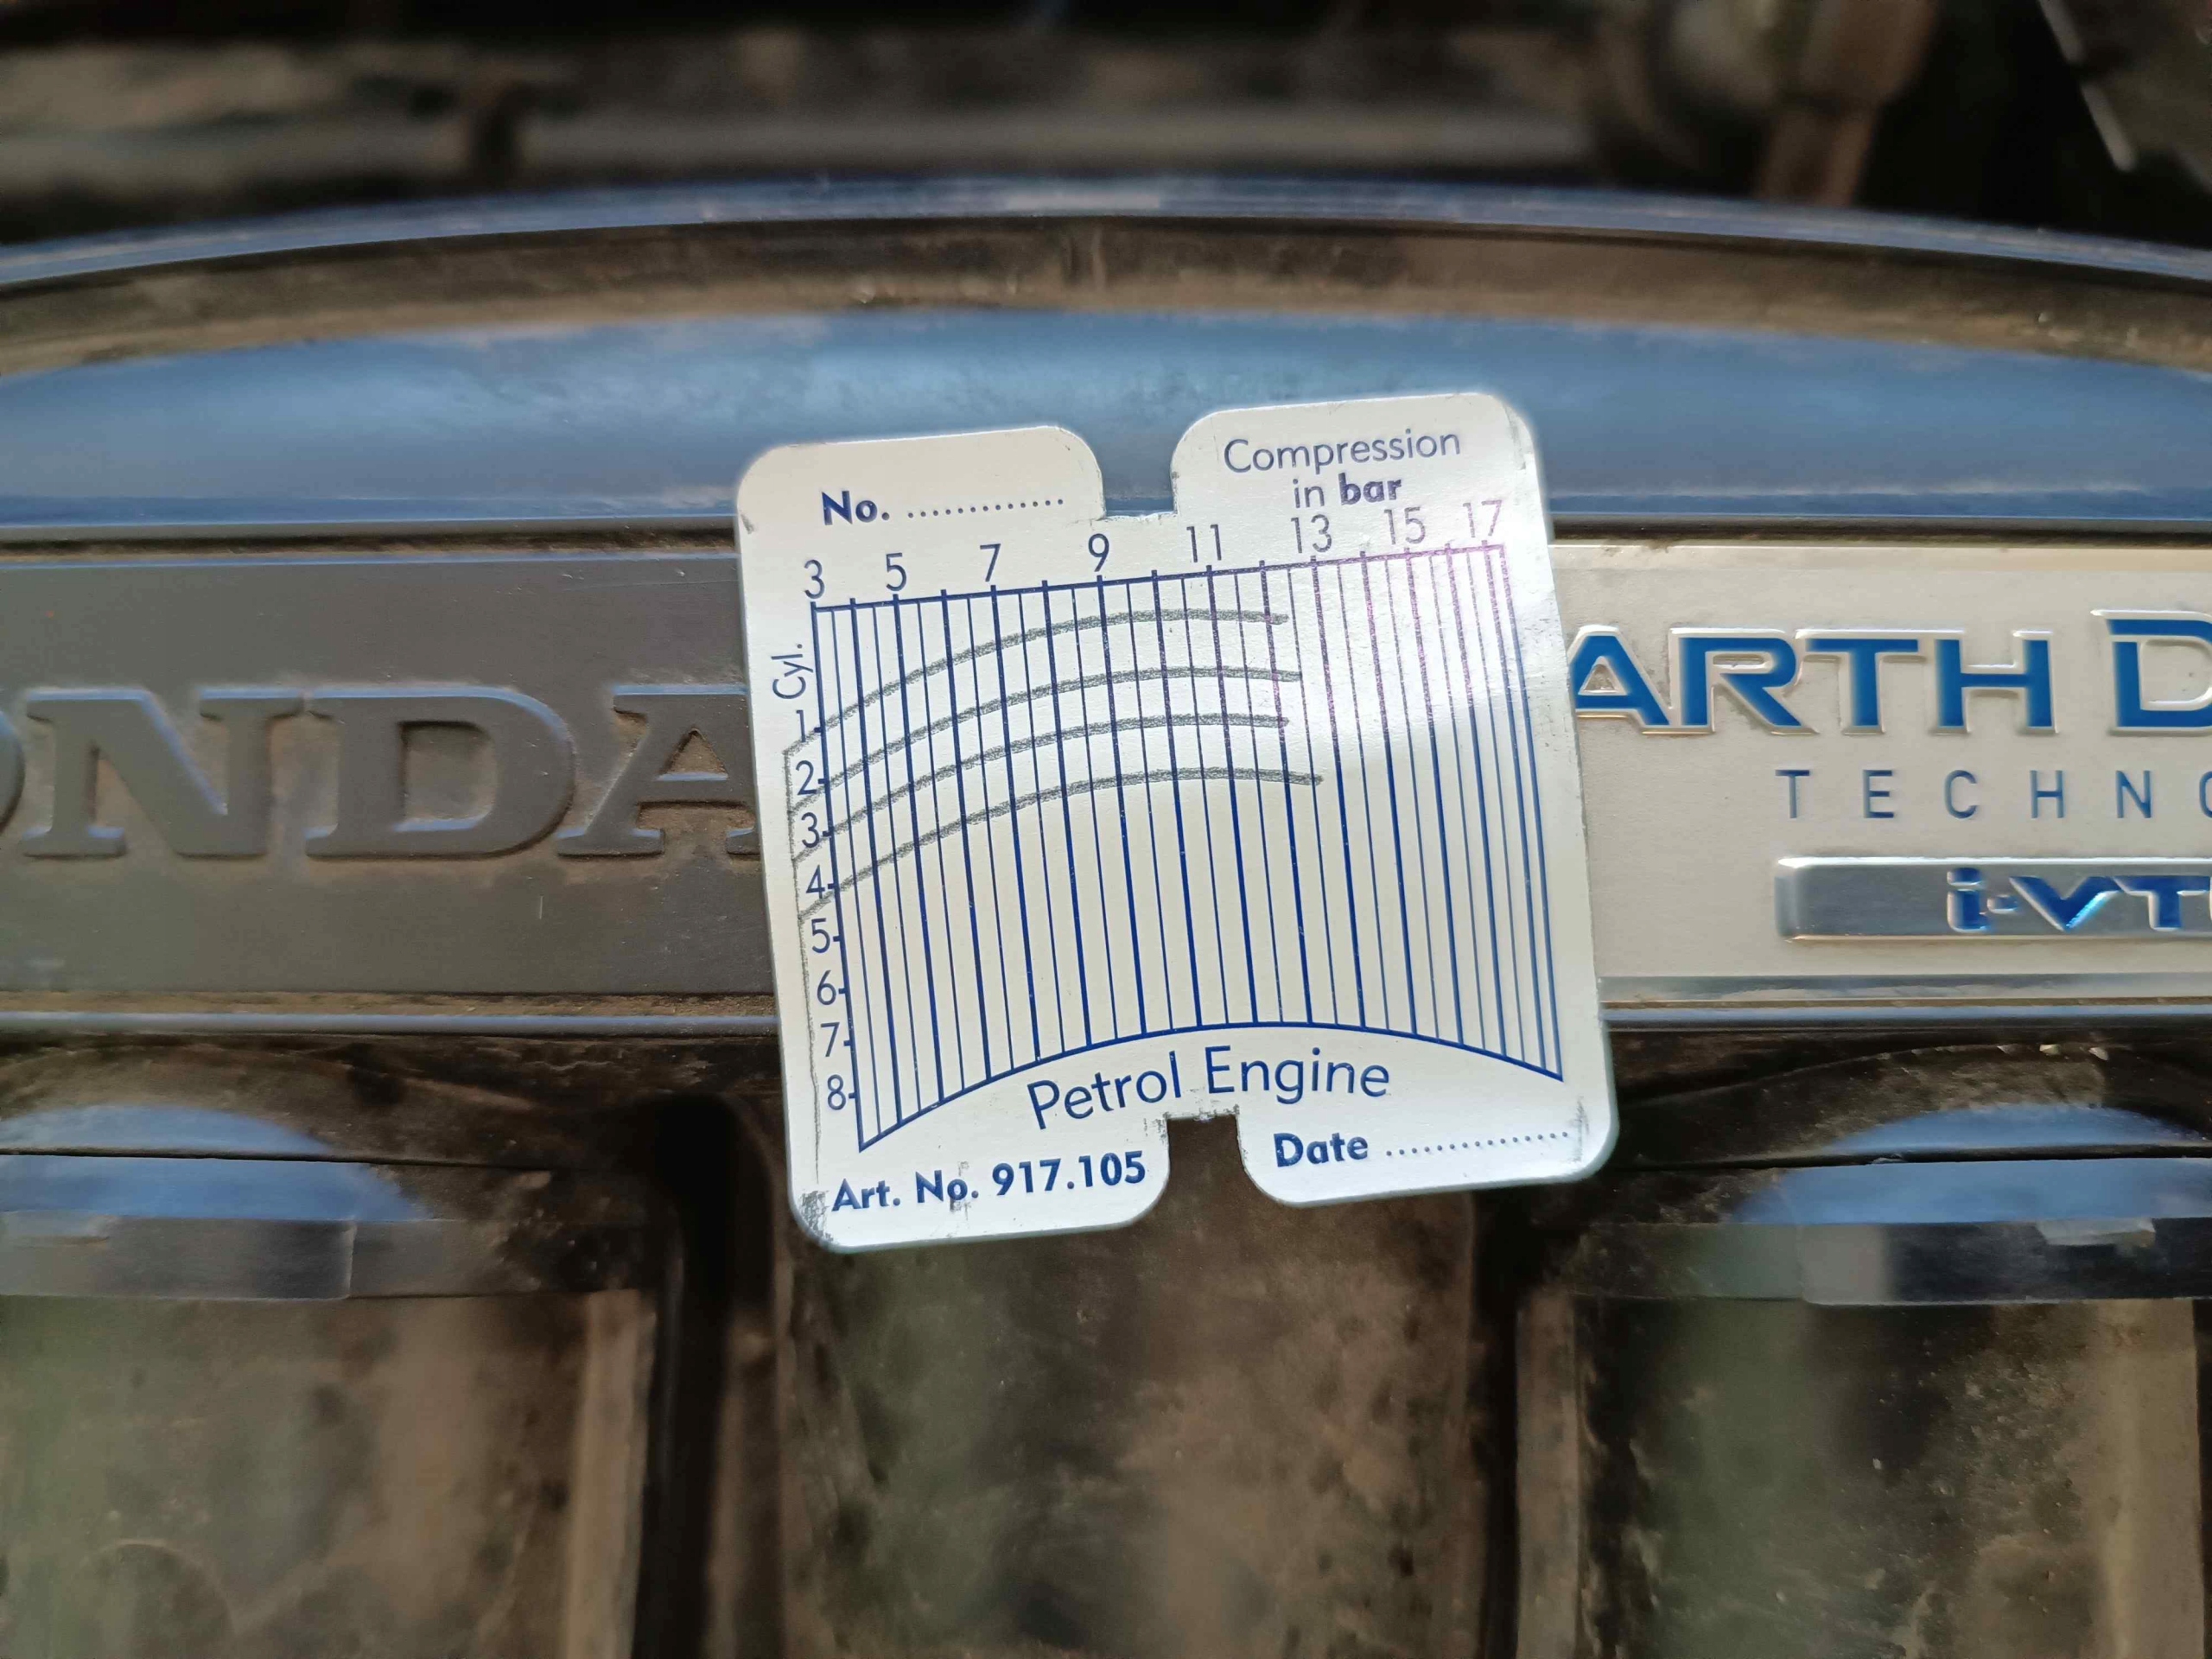 No. ..............
Compression
in bar
3 5 7 9 11 13 15 17
Cyl.
1
2
3
4
5
6
7
8
Petrol Engine
Art. No. 917.105
Date ...............
ONDA
ARTH D
TECHNO
i-VT